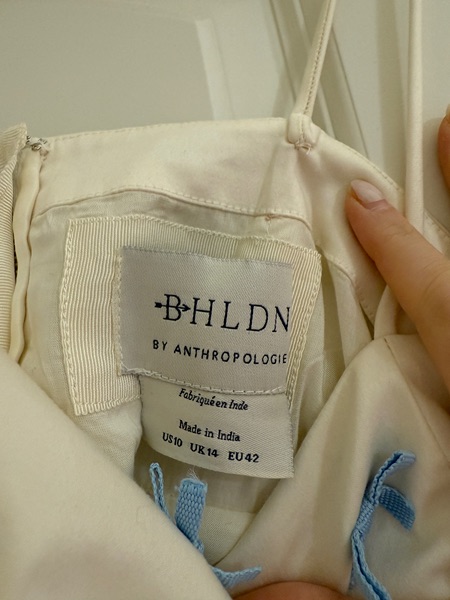 BHLDN
BY ANTHROPOLOGIE
Fabriqué en Inde
Made in India
US10 UK14 EU42